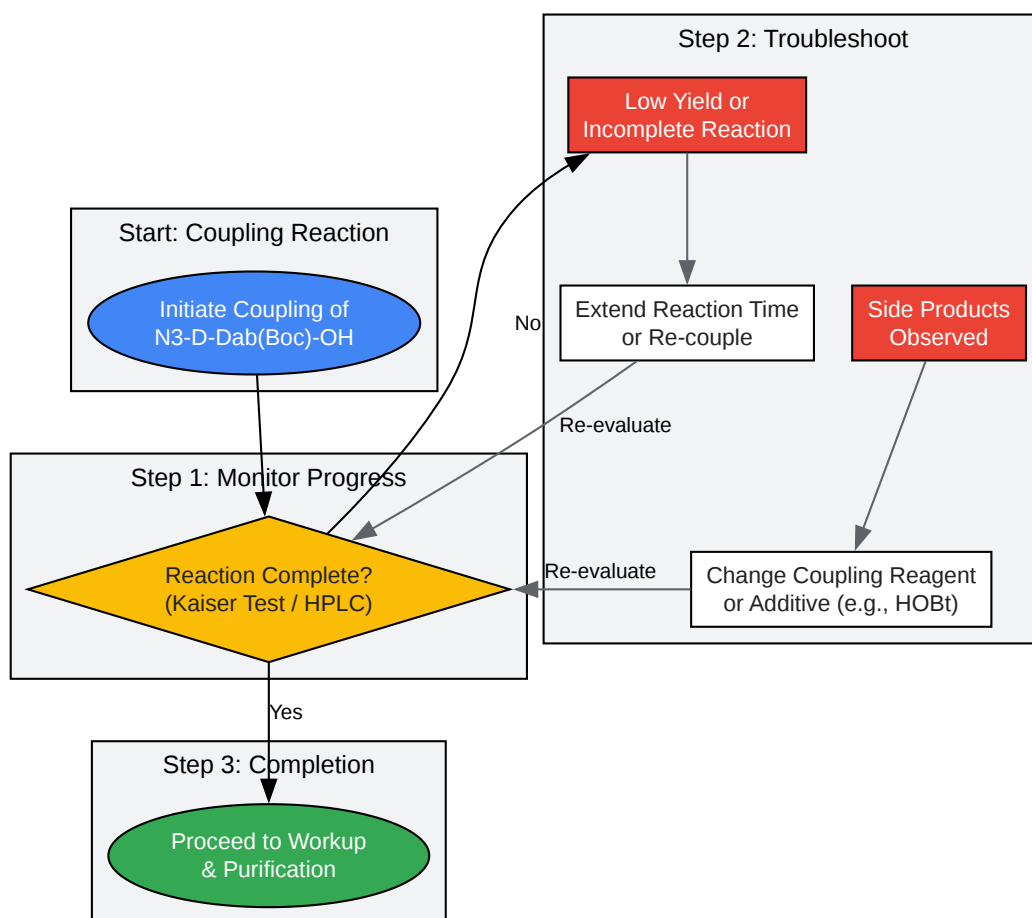 Step 2: Troubleshoot
Low Yield or
Incomplete Reaction
Start: Coupling Reaction
Initiate Coupling of
N3-D-Dab(Boc)-OH
No
Extend Reaction Time
or Re-couple
Side Products
Observed
Re-evaluate
Step 1: Monitor Progress
Reaction Complete?
(Kaiser Test / HPLC)
Re-evaluate
Change Coupling Reagent
or Additive (e.g., HOBt)
Yes
Step 3: Completion
Proceed to Workup
& Purification